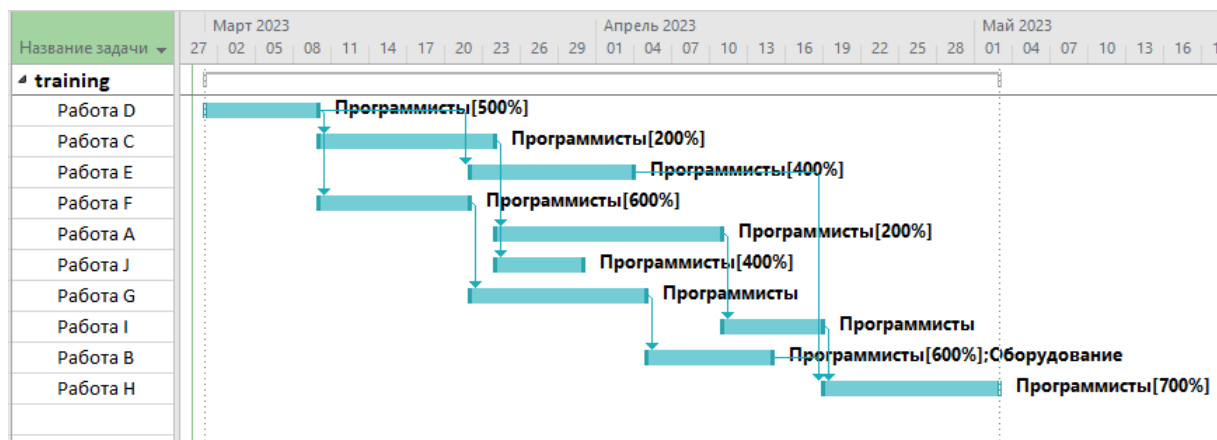 Март 2023 Апрель 2023 Май 2023
Название задачи 27 02 05 08 11 14 17 20 23 26 29 01 04 07 10 13 16 19 22 25 28 01 04 07 10 13 16 1
training
Работа D Программисты[500%]
Работа C Программисты[200%]
Работа E Программисты[400%]
Работа F Программисты[600%]
Работа A Программисты[200%]
Работа J Программисты[400%]
Работа G Программисты
Работа I Программисты
Работа B Программисты[600%];Оборудование
Работа H Программисты[700%]